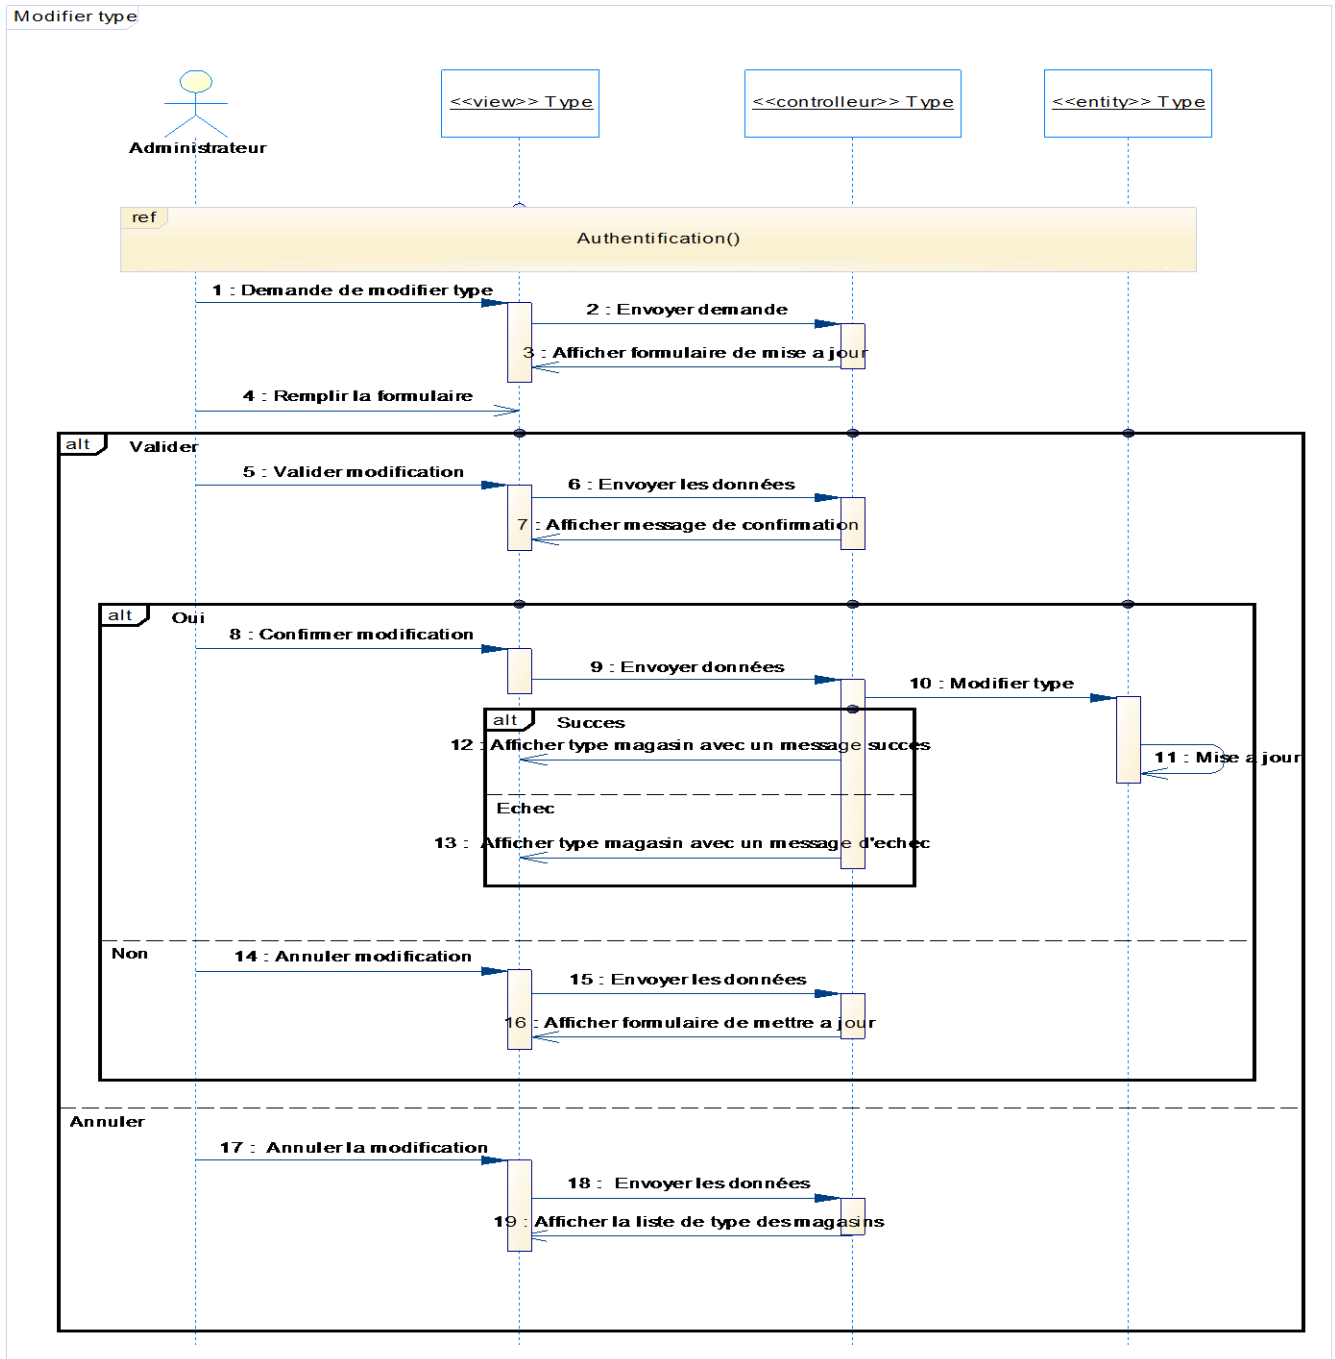 Modifier type
<<view>> Type
<<controlleur>> Type
<<entity>> Type
Administrateur
ref
Authentification()
1 : Demande de modifier type
2 : Envoyer demande
3 : Afficher formulaire de mise a jour
4 : Remplir la formulaire
alt
Valider
5 : Valider modification
6 : Envoyer les données
7 : Afficher message de confirmation
alt
Oui
8 : Confirmer modification
9 : Envoyer données
10 : Modifier type
alt
Succes
12 : Afficher type magasin avec un message succes
11 : Mise a jour
Echec
13 : Afficher type magasin avec un message d'echec
Non
14 : Annuler modification
15 : Envoyer les données
16 : Afficher formulaire de mettre a jour
Annuler
17 : Annuler la modification
18 : Envoyer les données
19 : Afficher la liste de type des magasins